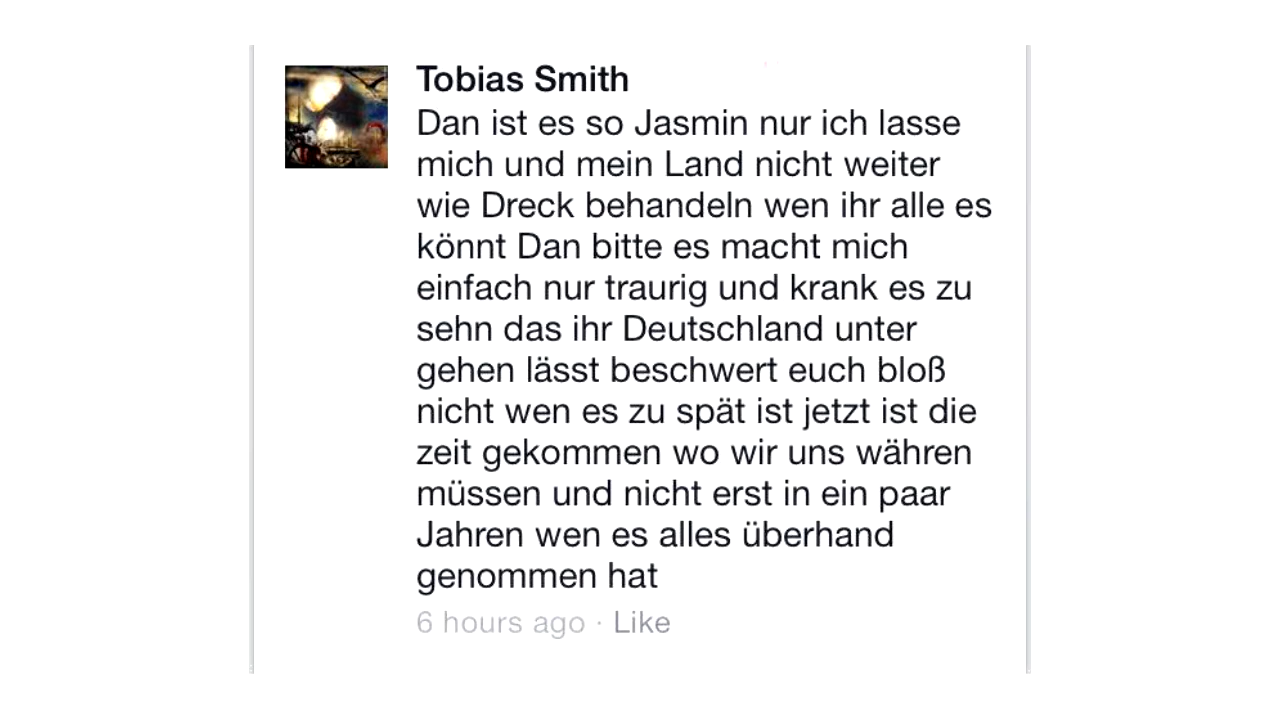 Tobias Smith
Dan ist es so Jasmin nur ich lasse
mich und mein Land nicht weiter
wie Dreck behandeln wen ihr alle es
könnt Dan bitte es macht mich
einfach nur traurig und krank es zu
sehn das ihr Deutschland unter
gehen lässt beschwert euch bloß
nicht wen es zu spät ist jetzt ist die
zeit gekommen wo wir uns währen
müssen und nicht erst in ein paar
Jahren wen es alles überhand
genommen hat
6 hours ago · Like